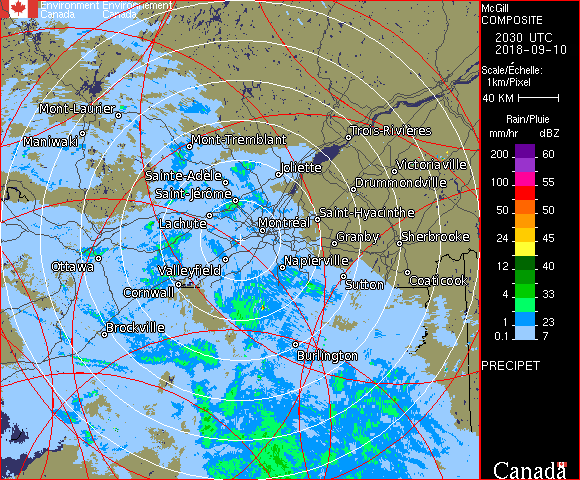 Environment Environnement
Canada Canada
Mont-Laurier
Maniwaki
Mont-Tremblant
Trois-Rivières
Joliette
Victoriaville
Sainte-Adèle
Drummondville
Saint-Jérôme
Lachute
Saint-Hyacinthe
Montréal
Granby
Sherbrooke
Ottawa
Valleyfield
Napierville
Sutton
Coaticook
Cornwall
Brockville
Burlington
McGill
COMPOSITE
2030 UTC
2018-09-10
Scale/Échelle:
1km/Pixel
40 KM
Rain/Pluie
mm/hr dBZ
200 60
100 55
50 50
24 45
12 40
4 33
1 23
0.1 7
PRECIPET
Canada